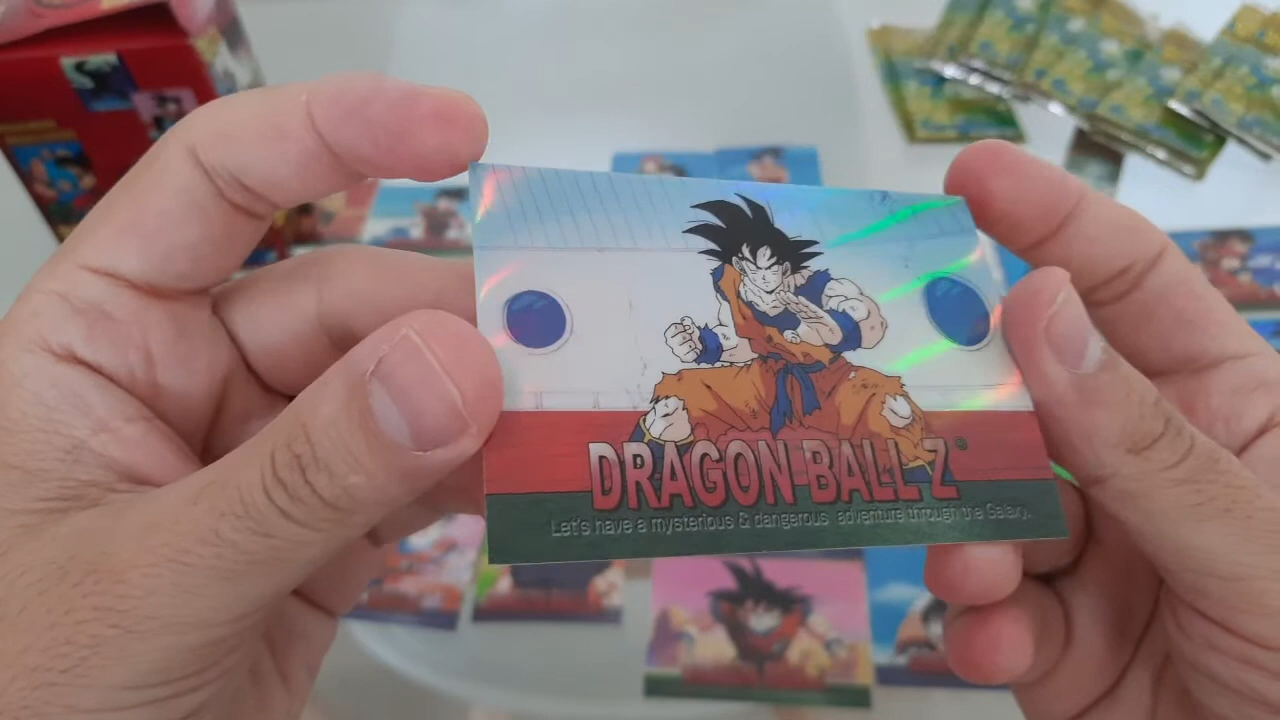 DRAGON BALL Z®
Let's have a mysterious & dangerous adventure through the Galaxy.